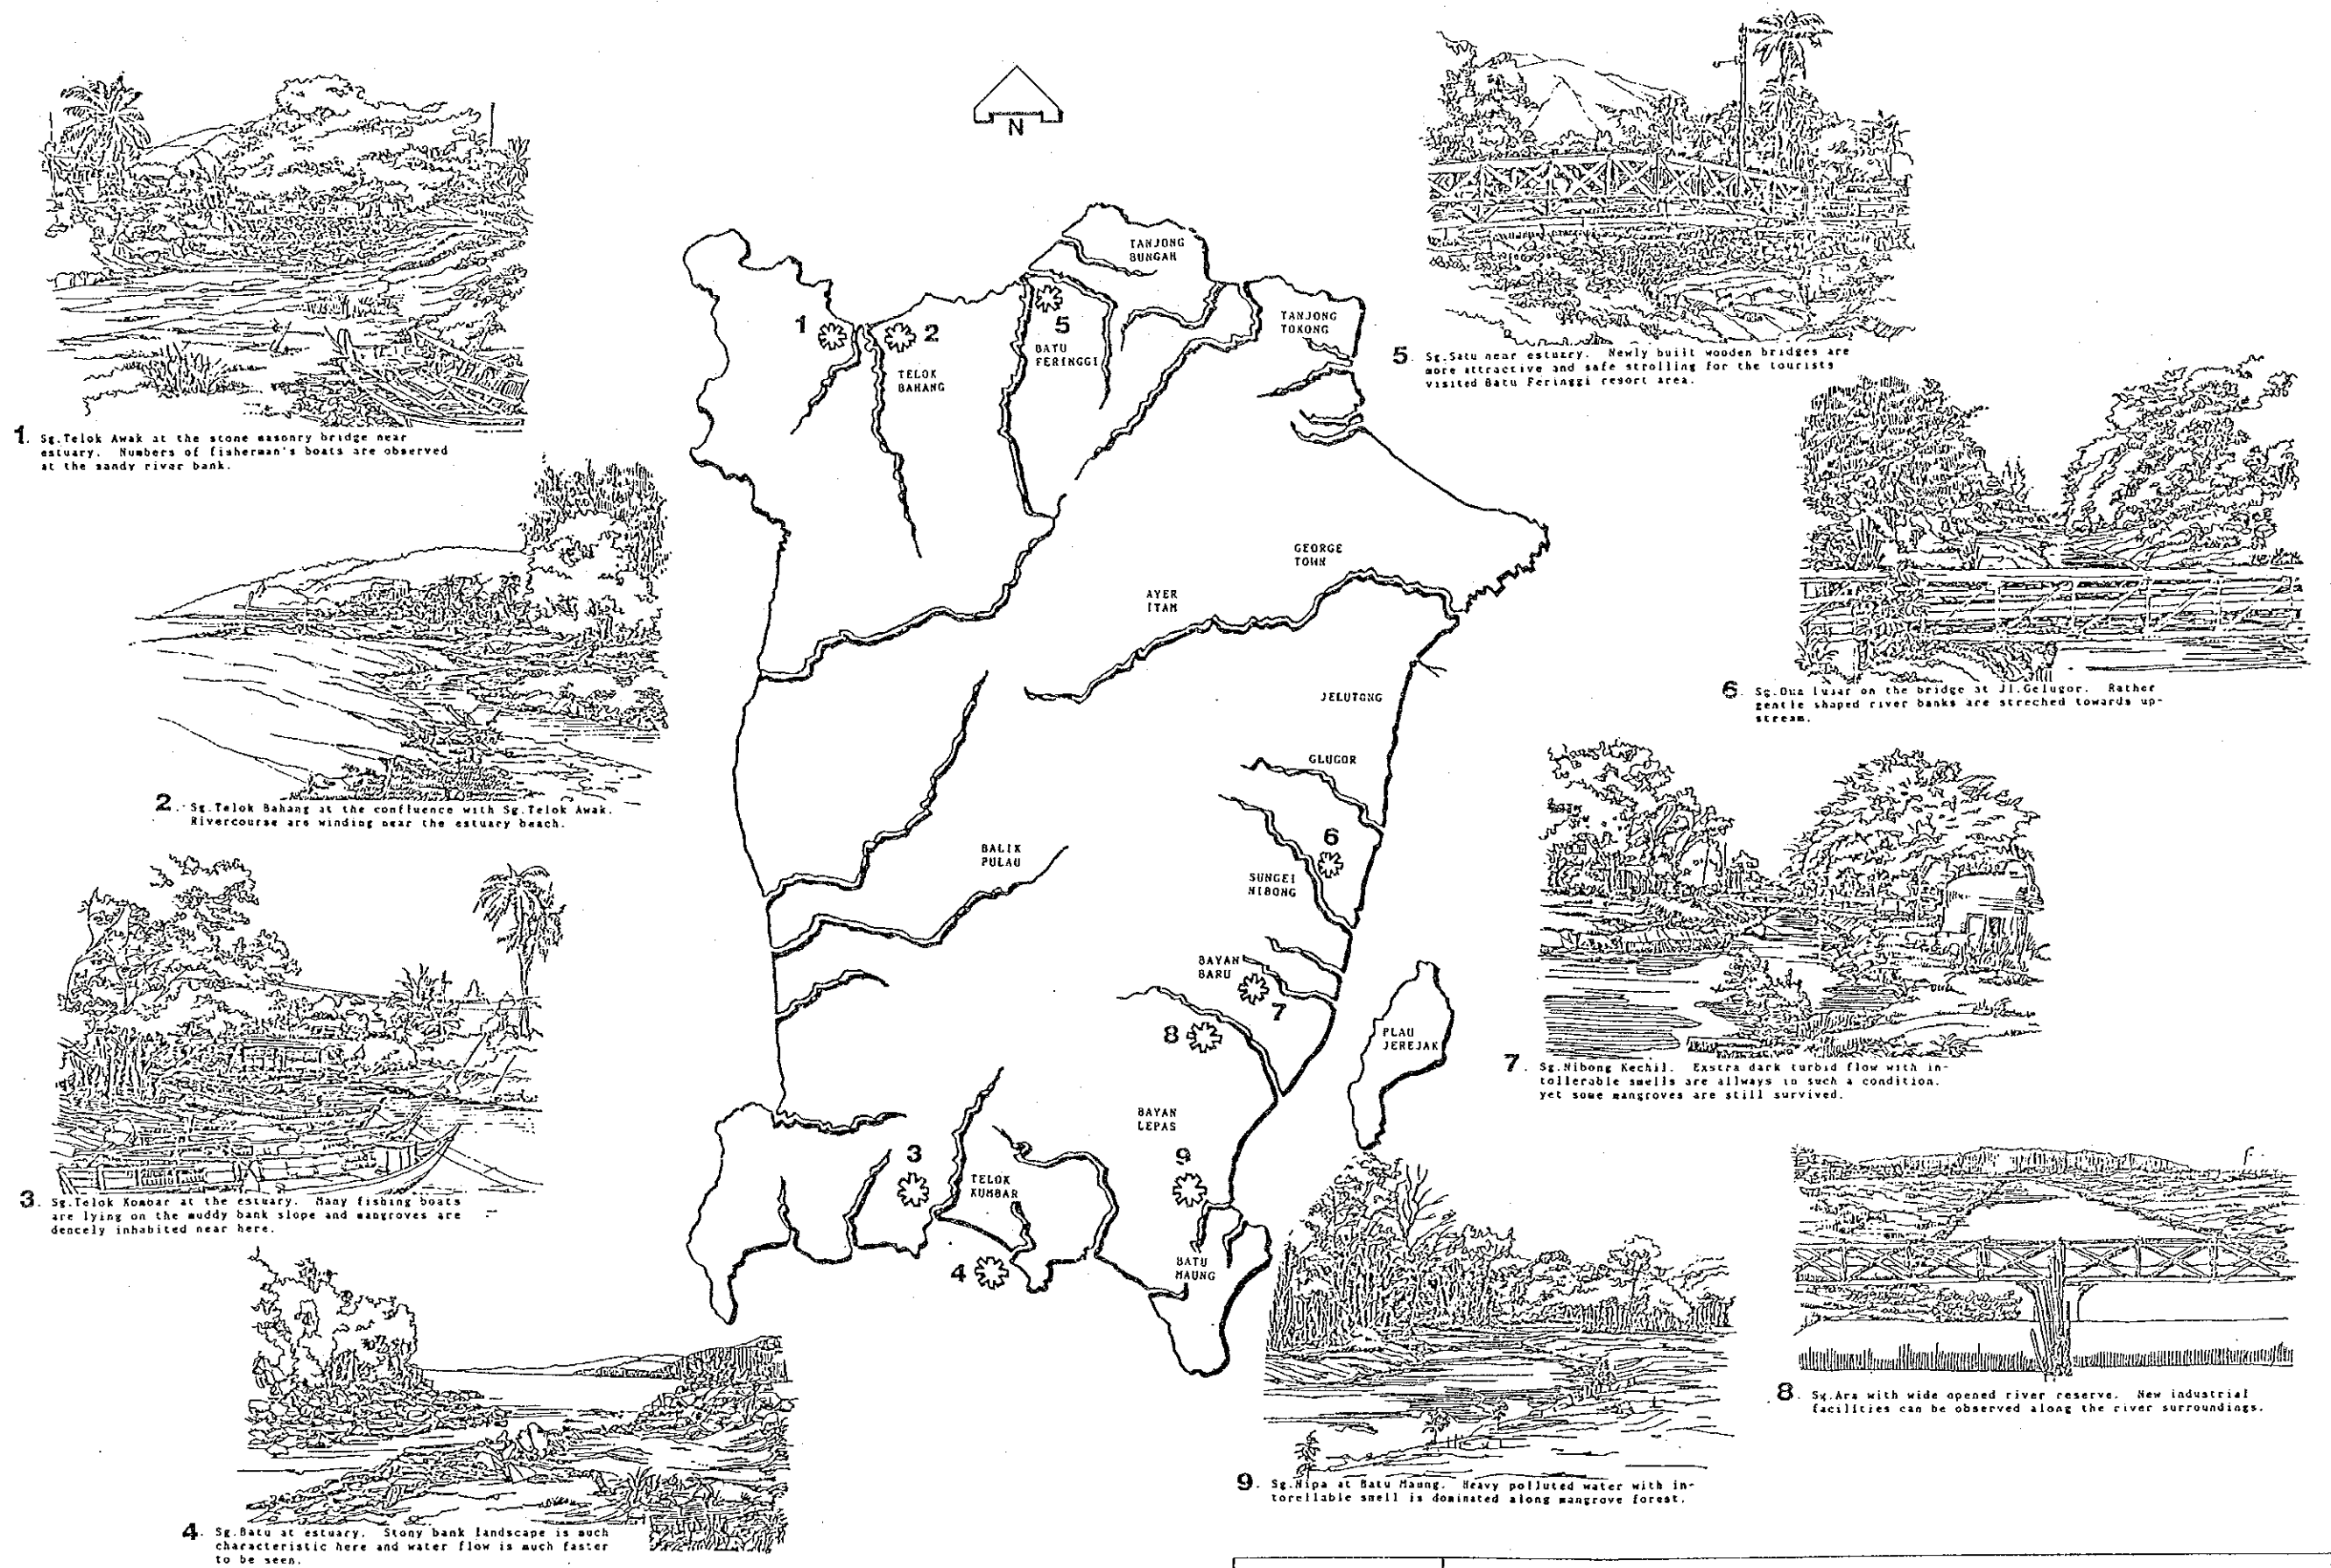 N
TANJONG
BUNGAH
TANJONG
TOKONG
1
2
5
BATU
FERINGGI
TELOK
BAHANG
GEORGE
TOWN
AYER
ITAM
JELUTONG
GLUGOR
6
SUNGEI
NIBONG
BALIK
PULAU
BAYAN
BARU
7
8
PLAU
JEREJAK
BAYAN
LEPAS
3
TELOK
KUMBAR
9
4
BATU
MAUNG
1. Sg.Telok Awak at the stone masonry bridge near
estuary. Numbers of fisherman's boats are observed
at the sandy river bank.
2. Sg.Telok Bahang at the confluence with Sg.Telok Awak.
Rivercourse are winding near the estuary beach.
3. Sg.Telok Kombar at the estuary. Many fishing boats
are lying on the muddy bank slope and mangroves are
dencely inhabited near here.
4. Sg.Batu at estuary. Stony bank landscape is much
characteristic here and water flow is much faster
to be seen.
5. Sg.Satu near estuary. Newly built wooden bridges are
more attractive and safe strolling for the tourists
visited Batu Feringgi resort area.
6. Sg.Dua lujar on the bridge at Jl.Gelugor. Rather
gentle shaped river banks are streched towards up-
stream.
7. Sg.Nibong Kechil. Exstra dark turbid flow with in-
tollerable smells are allways in such a condition.
yet some mangroves are still survived.
8. Sg.Ara with wide opened river reserve. New industrial
facilities can be observed along the river surroundings.
9. Sg.Nipa at Batu Maung. Heavy polluted water with in-
torellable smell is dominated along mangrove forest.